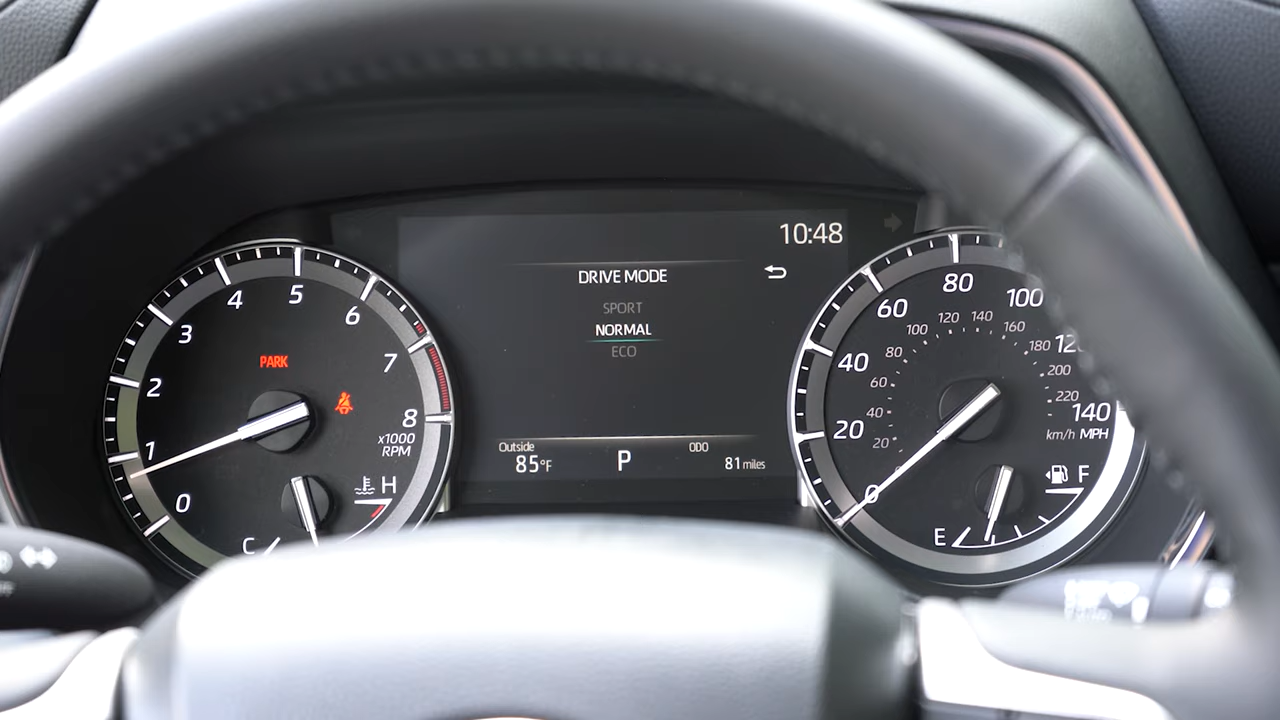 10:48
DRIVE MODE
SPORT
NORMAL
ECO
Outside
85°F
P
ODO
81 miles
0
1
2
3
4
5
6
7
8
x1000
RPM
PARK
C
H
0
20
40
60
80
100
140
20
40
60
80
100
120
140
160
180
200
220
km/h MPH
E
F